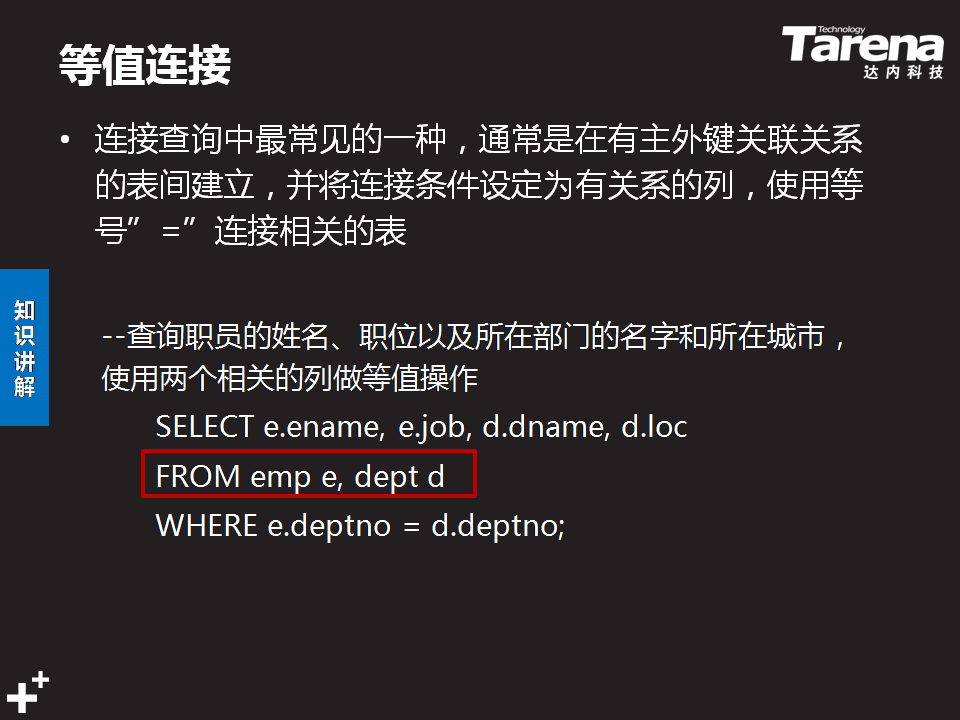 等值连接
Technology
Tarena
达内科技
• 连接查询中最常见的一种，通常是在有主外键关联关系
的表间建立，并将连接条件设定为有关系的列，使用等
号”=”连接相关的表
知识讲解
--查询职员的姓名、职位以及所在部门的名字和所在城市，
使用两个相关的列做等值操作
SELECT e.ename, e.job, d.dname, d.loc
FROM emp e, dept d
WHERE e.deptno = d.deptno;